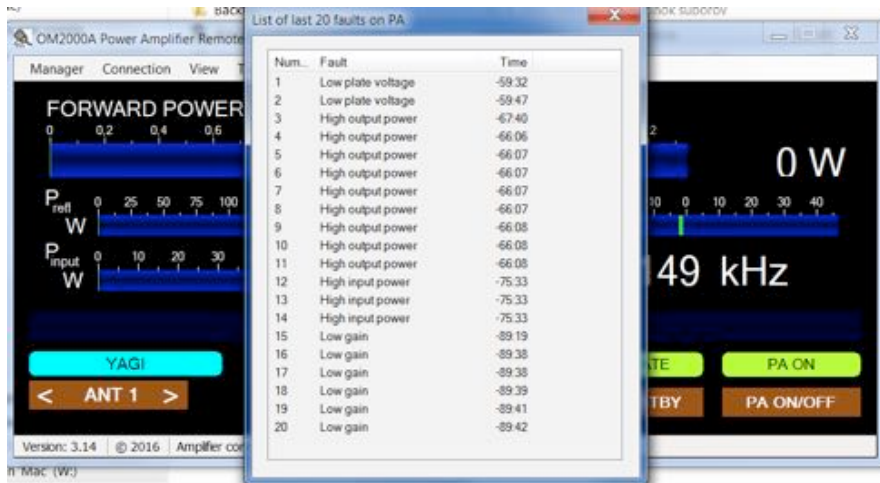 Back
OM2000A Power Amplifier Remote
Manager Connection View T
FORWARD POWER
0 0,2 0,4 0,6
2
0 W
Prefl W
0 25 50 75 100
10 0 10 20 30 40
Pinput W
0 10 20 30
149 kHz
YAGI
< ANT 1 >
TE
PA ON
TBY
PA ON/OFF
Version: 3.14 © 2016 Amplifier con
n Mac (W:)
List of last 20 faults on PA
Num... Fault Time
1 Low plate voltage -59:32
2 Low plate voltage -59:47
3 High output power -67:40
4 High output power -66:06
5 High output power -66:07
6 High output power -66:07
7 High output power -66:07
8 High output power -66:07
9 High output power -66:08
10 High output power -66:08
11 High output power -66:08
12 High input power -75:33
13 High input power -75:33
14 High input power -75:33
15 Low gain -89:19
16 Low gain -89:38
17 Low gain -89:38
18 Low gain -89:39
19 Low gain -89:41
20 Low gain -89:42